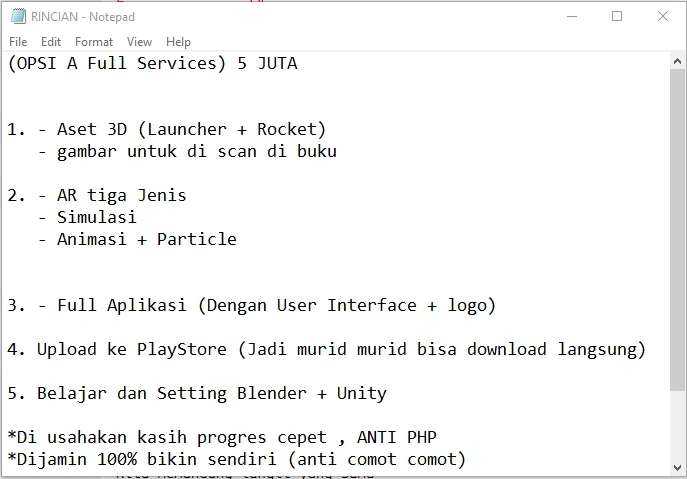 RINCIAN - Notepad
File Edit Format View Help
(OPSI A Full Services) 5 JUTA
1. - Aset 3D (Launcher + Rocket)
- gambar untuk di scan di buku
2. - AR tiga Jenis
- Simulasi
- Animasi + Particle
3. - Full Aplikasi (Dengan User Interface + logo)
4. Upload ke PlayStore (Jadi murid murid bisa download langsung)
5. Belajar dan Setting Blender + Unity
*Di usahakan kasih progres cepet , ANTI PHP
*Dijamin 100% bikin sendiri (anti comot comot)